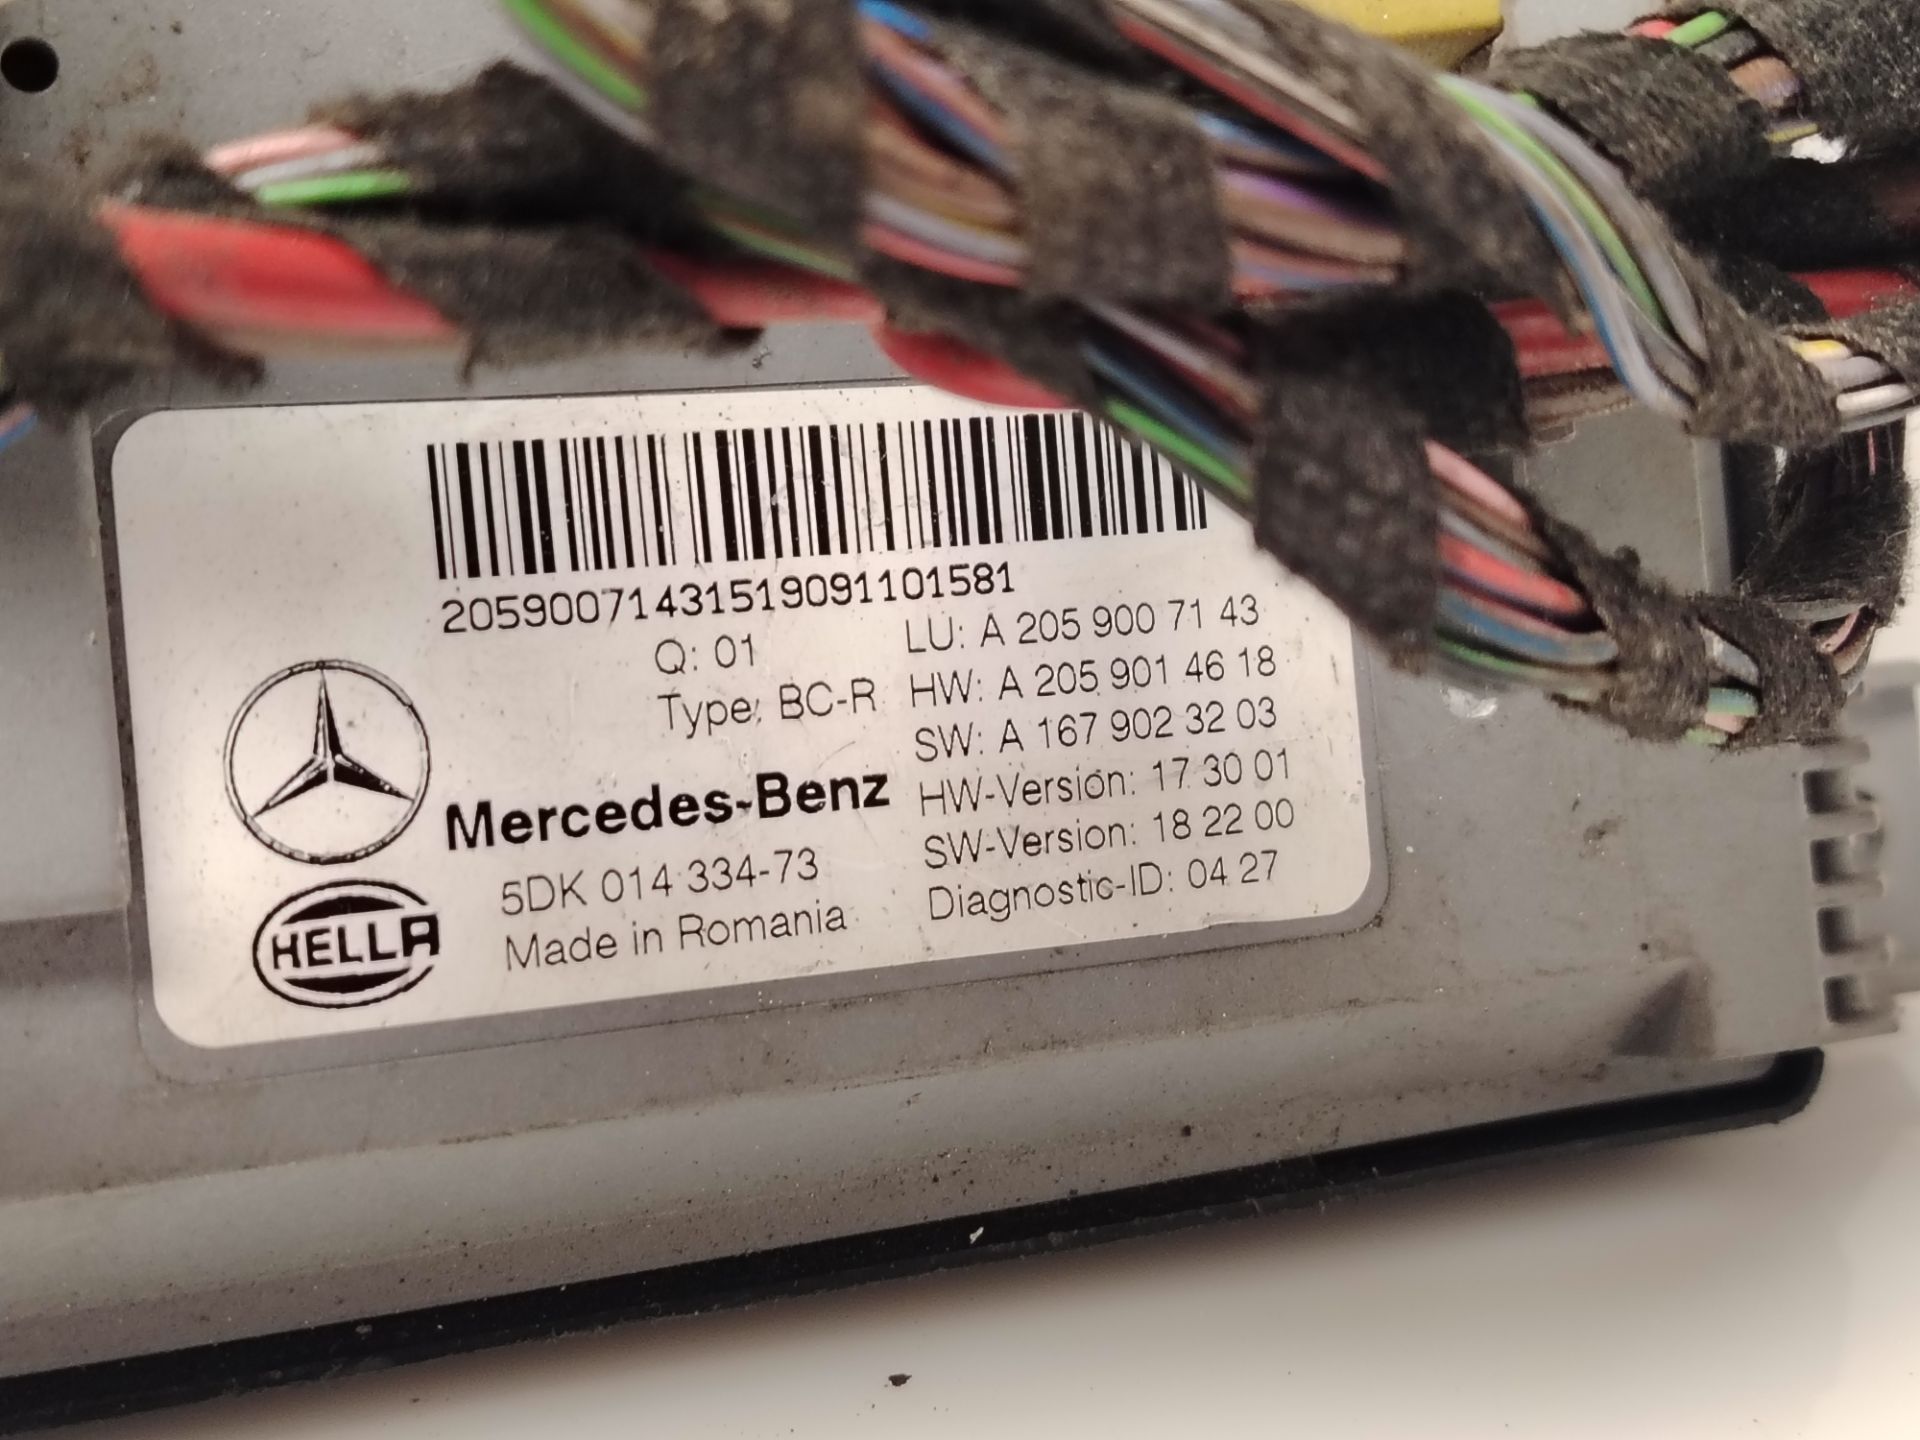 2059007143151909110​1581
Q: 01
Type: BC-R
LU: A 205 900 71 43
HW: A 205 901 46 18
SW: A 167 902 32 03
HW-Version: 17 30 01
SW-Version: 18 22 00
Diagnostic-ID: 04 27
Mercedes-Benz
5DK 014 334-73
Made in Romania
HELLA